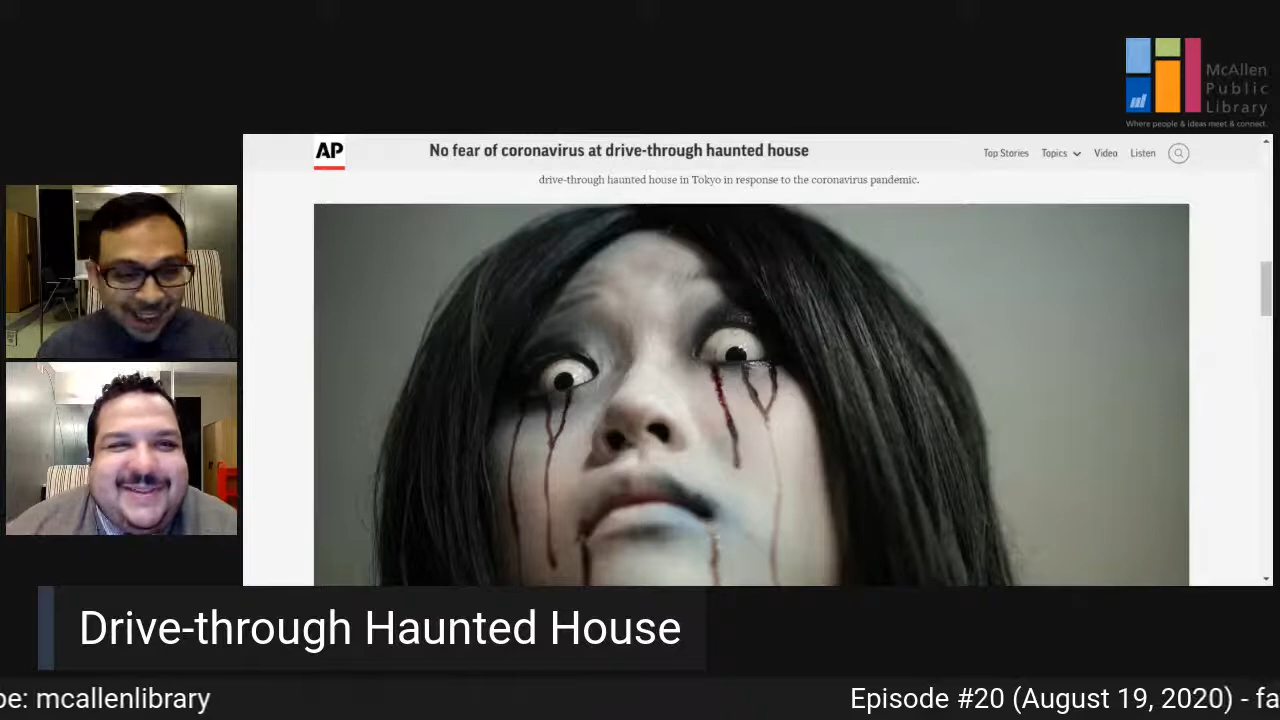 McAllen
Public
Library
Where people & ideas meet & connect.
AP
No fear of coronavirus at drive-through haunted house
Top Stories Topics Video Listen
drive-through haunted house in Tokyo in response to the coronavirus pandemic.
Drive-through Haunted House
be: mcallenlibrary
Episode #20 (August 19, 2020) - fa